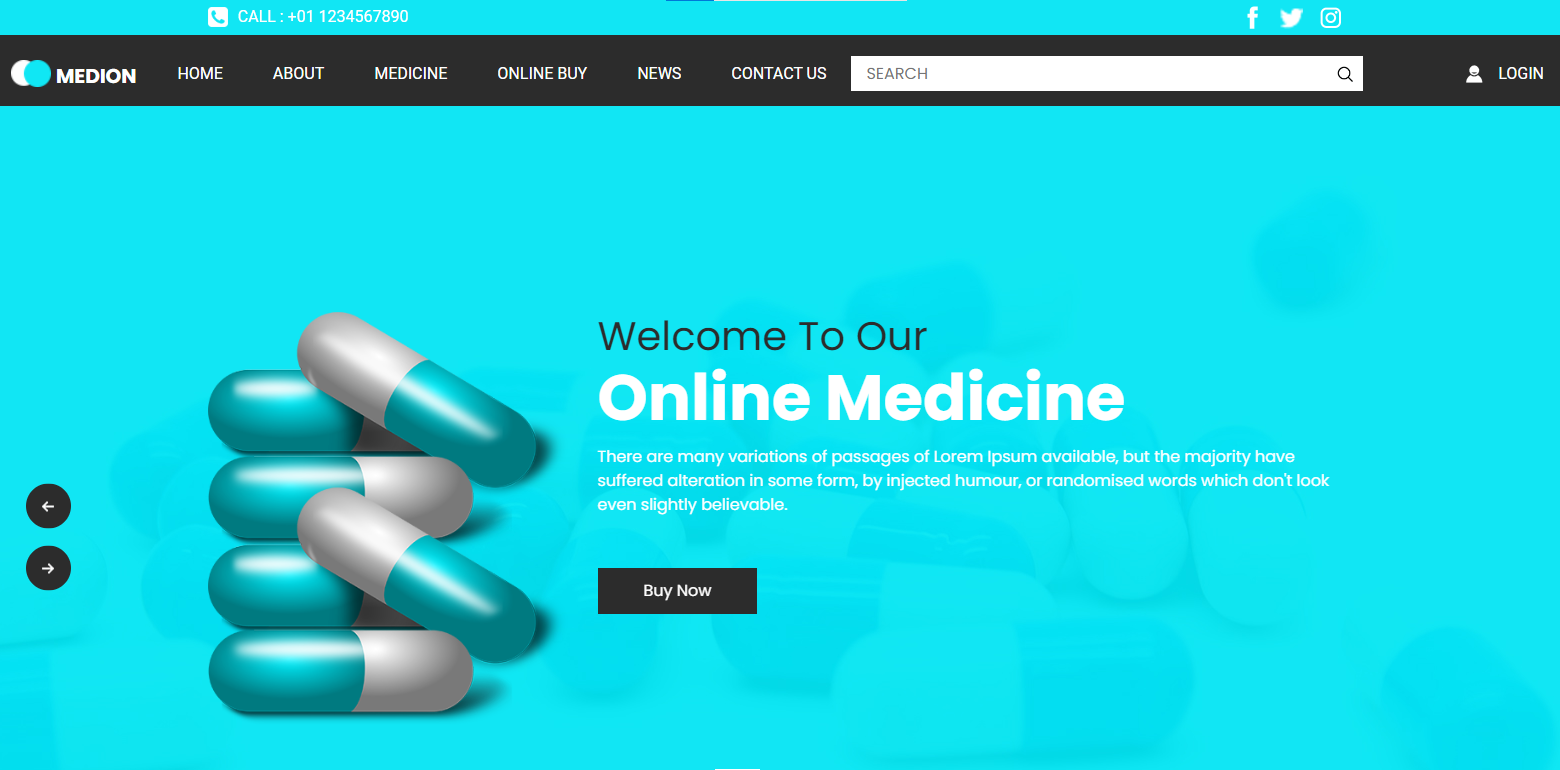 CALL : +01 1234567890
MEDION HOME ABOUT MEDICINE ONLINE BUY NEWS CONTACT US SEARCH LOGIN
Welcome To Our
Online Medicine
There are many variations of passages of Lorem Ipsum available, but the majority have
suffered alteration in some form, by injected humour, or randomised words which don't look
even slightly believable.
Buy Now